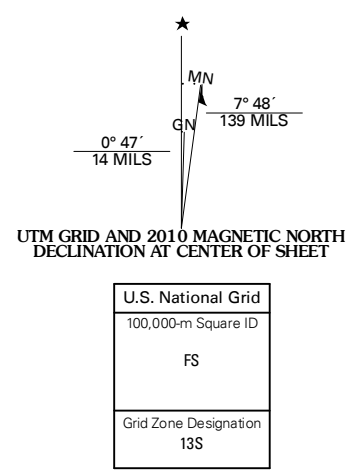 ★
MN
7° 48´
139 MILS
GN
0° 47´
14 MILS
UTM GRID AND 2010 MAGNETIC NORTH
DECLINATION AT CENTER OF SHEET
U.S. National Grid
100,000-m Square ID
FS
Grid Zone Designation
13S